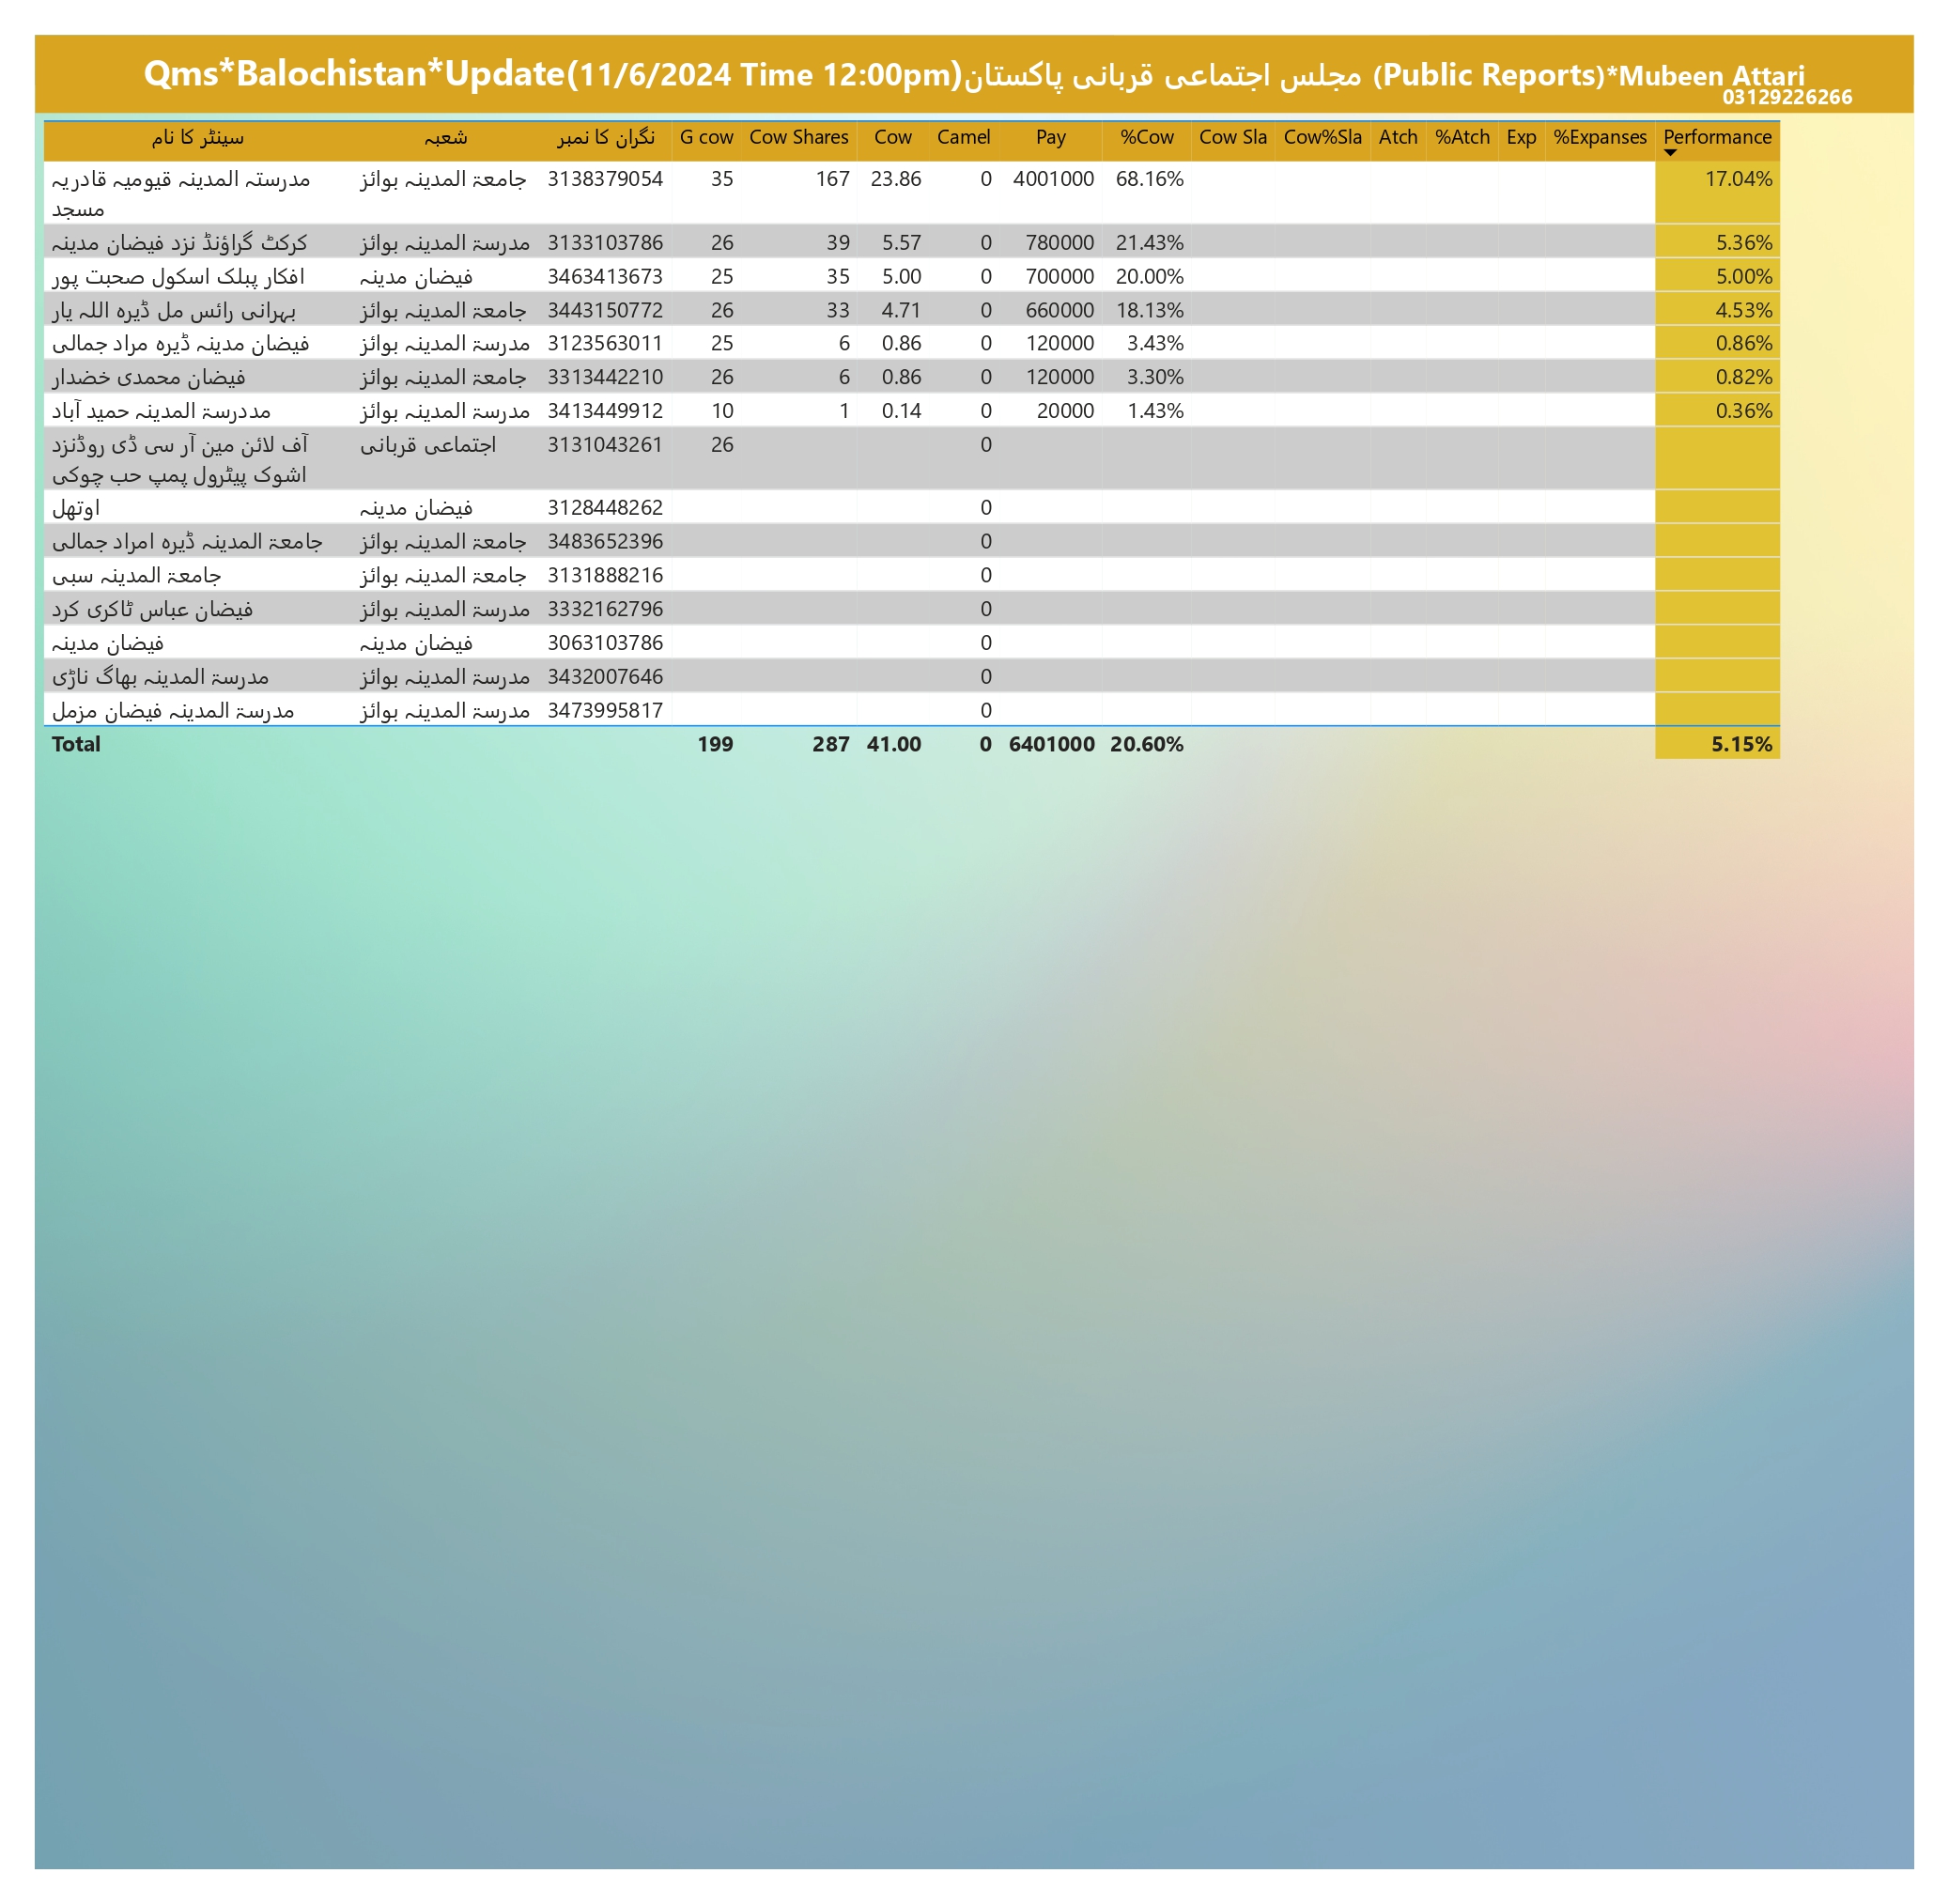 Qms*Balochistan*Update(11/6/2024 Time 12:00pm)مجلس اجتماعی قربانی پاکستان (Public Reports)*Mubeen Attari
03129226266
سینٹر کا نام شعبہ نگران کا نمبر G cow Cow Shares Cow Camel Pay %Cow Cow Sla Cow%Sla Atch %Atch Exp %Expanses Performance
مدرستہ المدینہ قیومیہ قادریہ جامعۃ المدینہ بوائز 3138379054 35 167 23.86 0 4001000 68.16% 17.04%
مسجد
کرکٹ گراؤنڈ نزد فیضان مدینہ مدرسۃ المدینہ بوائز 3133103786 26 39 5.57 0 780000 21.43% 5.36%
افکار پبلک اسکول صحبت پور فیضان مدینہ 3463413673 25 35 5.00 0 700000 20.00% 5.00%
بہرانی رائس مل ڈیرہ اللہ یار جامعۃ المدینہ بوائز 3443150772 26 33 4.71 0 660000 18.13% 4.53%
فیضان مدینہ ڈیرہ مراد جمالی مدرسۃ المدینہ بوائز 3123563011 25 6 0.86 0 120000 3.43% 0.86%
فیضان محمدی خضدار جامعۃ المدینہ بوائز 3313442210 26 6 0.86 0 120000 3.30% 0.82%
مددرسۃ المدینہ حمید آباد مدرسۃ المدینہ بوائز 3413449912 10 1 0.14 0 20000 1.43% 0.36%
آف لائن مین آر سی ڈی روڈنزد اجتماعی قربانی 3131043261 26 0
اشوک پیٹرول پمپ حب چوکی
اوتھل فیضان مدینہ 3128448262 0
جامعۃ المدینہ ڈیرہ امراد جمالی جامعۃ المدینہ بوائز 3483652396 0
جامعۃ المدینہ سبی جامعۃ المدینہ بوائز 3131888216 0
فیضان عباس ٹاکری کرد مدرسۃ المدینہ بوائز 3332162796 0
فیضان مدینہ فیضان مدینہ 3063103786 0
مدرسۃ المدینہ بھاگ ناڑی مدرسۃ المدینہ بوائز 3432007646 0
مدرسۃ المدینہ فیضان مزمل مدرسۃ المدینہ بوائز 3473995817 0
Total 199 287 41.00 0 6401000 20.60% 5.15%